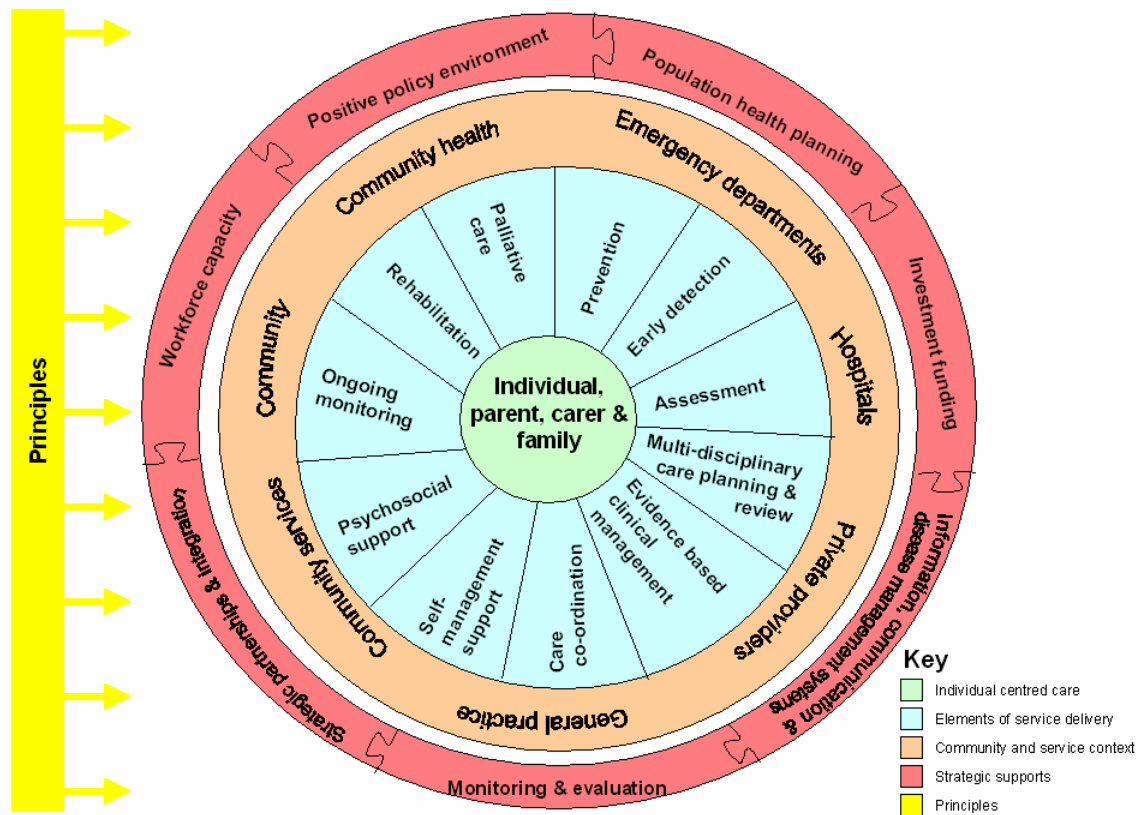 Principles
Positive policy environment
Population health planning
Investment funding
Information, communication &
disease management systems
Monitoring & evaluation
Strategic partnerships & integration
Workforce capacity
Community health
Emergency departments
Hospitals
Private providers
General practice
Community services
Community
Palliative
care
Prevention
Early detection
Assessment
Multi-disciplinary
care planning &
review
Evidence based
clinical
management
Care
co-ordination
Self-
management
support
Psychosocial
support
Ongoing
monitoring
Rehabilitation
Individual,
parent, carer &
family
Key
Individual centred care
Elements of service delivery
Community and service context
Strategic supports
Principles